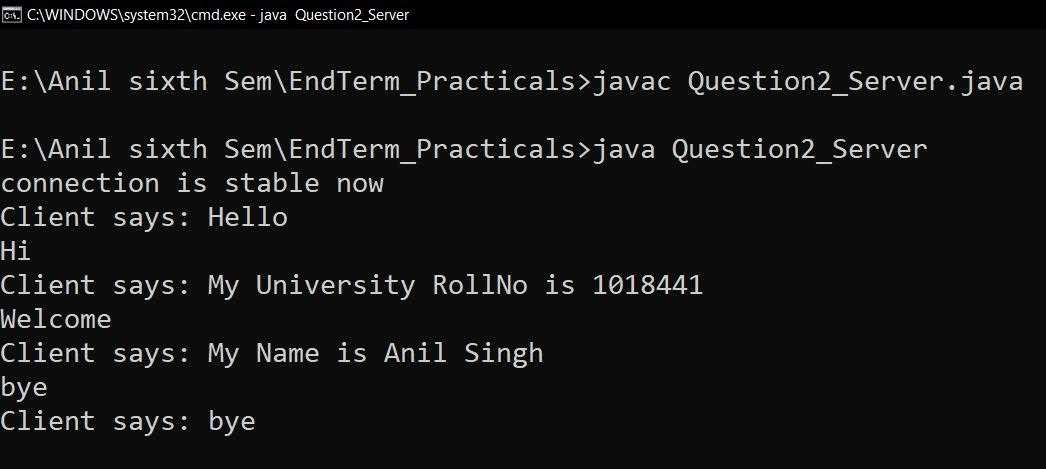 C:\WINDOWS\system32\cmd.exe - java  Question2_Server
E:\Anil sixth Sem\EndTerm_Practicals>javac Question2_Server.java
E:\Anil sixth Sem\EndTerm_Practicals>java Question2_Server
connection is stable now
Client says: Hello
Hi
Client says: My University RollNo is 1018441
Welcome
Client says: My Name is Anil Singh
bye
Client says: bye